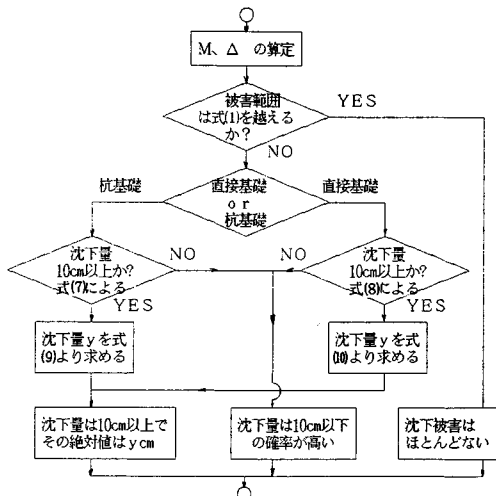 M、Δ の算定
被害範囲
は式(1)を越える
か?
YES
NO
杭基礎
直接基礎
or
杭基礎
直接基礎
沈下量
10cm以上か?
式(7)による
NO
YES
NO
沈下量
10cm以上か?
式(8)による
YES
沈下量yを式
(9)より求める
沈下量yを式
(10)より求める
沈下量は10cm以上で
その絶対値はycm
沈下量は10cm以下
の確率が高い
沈下被害は
ほとんどない